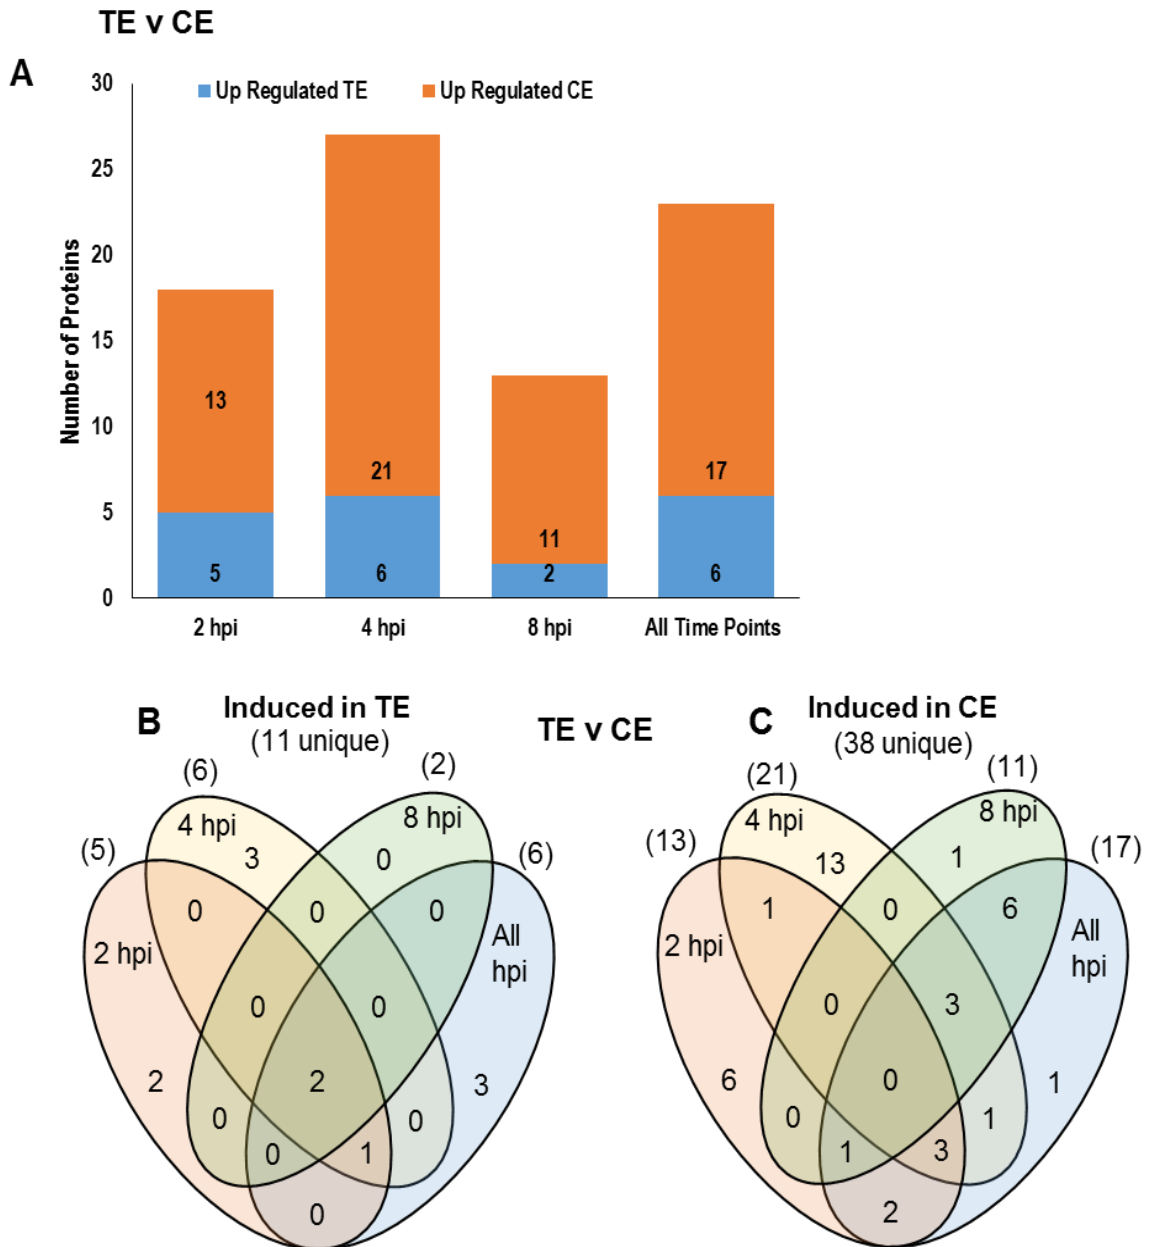 TE v CE
A
30
Up Regulated TE
Up Regulated CE
25
20
15
10
5
0
Number of Proteins
13
5
21
6
11
2
17
6
2 hpi
4 hpi
8 hpi
All Time Points
B
Induced in TE
(11 unique)
(6)
(2)
(5)
(6)
4 hpi
8 hpi
3
0
0
0
0
2 hpi
All
hpi
0
0
2
2
3
0
0
0
1
0
TE v CE
C
Induced in CE
(38 unique)
(21)
(11)
(13)
(17)
4 hpi
8 hpi
13
1
1
0
6
2 hpi
All
hpi
0
3
6
0
1
0
1
1
3
2